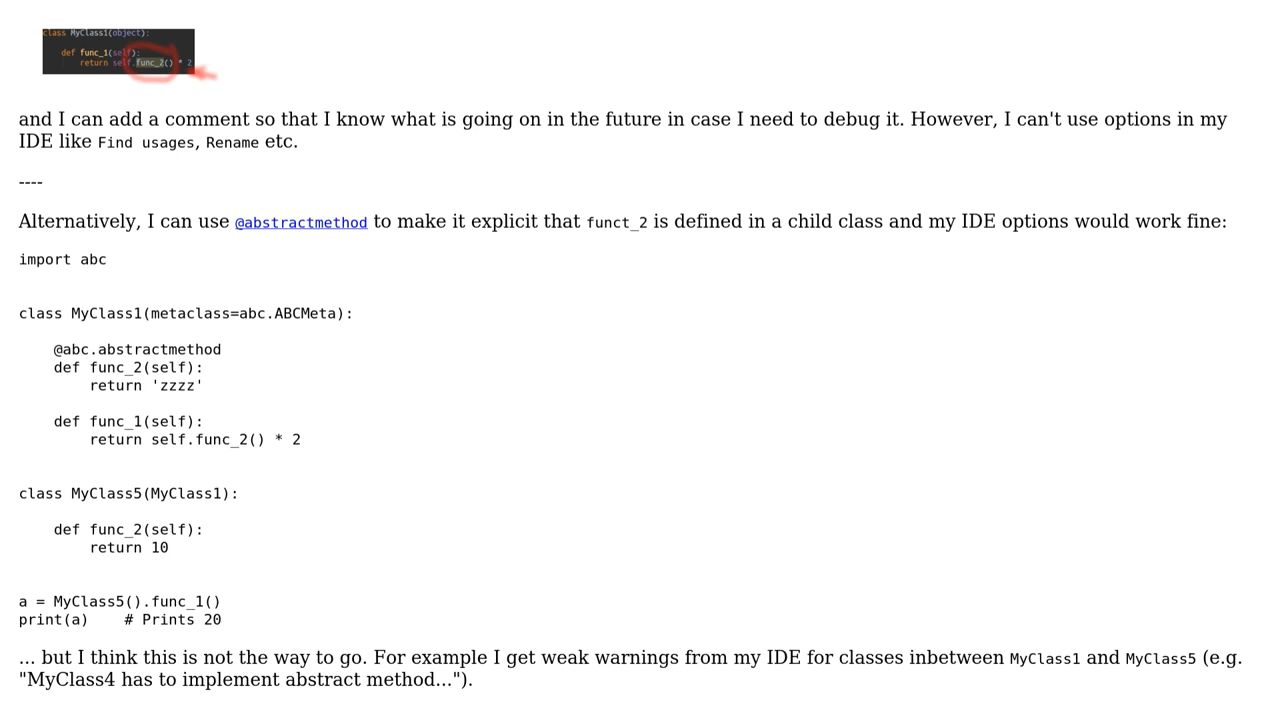 class MyClass1(object):
def func_1(self):
return self.func_2() * 2
and I can add a comment so that I know what is going on in the future in case I need to debug it. However, I can't use options in my
IDE like Find usages, Rename etc.
----
Alternatively, I can use @abstractmethod to make it explicit that funct_2 is defined in a child class and my IDE options would work fine:
import abc
class MyClass1(metaclass=abc.ABCMeta):
@abc.abstractmethod
def func_2(self):
return 'zzzz'
def func_1(self):
return self.func_2() * 2
class MyClass5(MyClass1):
def func_2(self):
return 10
a = MyClass5().func_1()
print(a)    # Prints 20
... but I think this is not the way to go. For example I get weak warnings from my IDE for classes inbetween MyClass1 and MyClass5 (e.g.
"MyClass4 has to implement abstract method...").